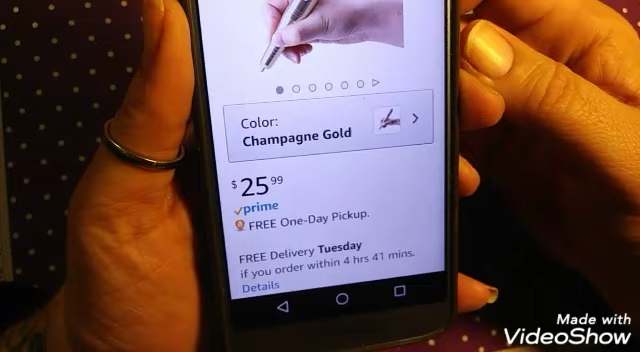 Color:
Champagne Gold
$25 99
prime
FREE One-Day Pickup.
FREE Delivery Tuesday
if you order within 4 hrs 41 mins.
Details
Made with
VideoShow